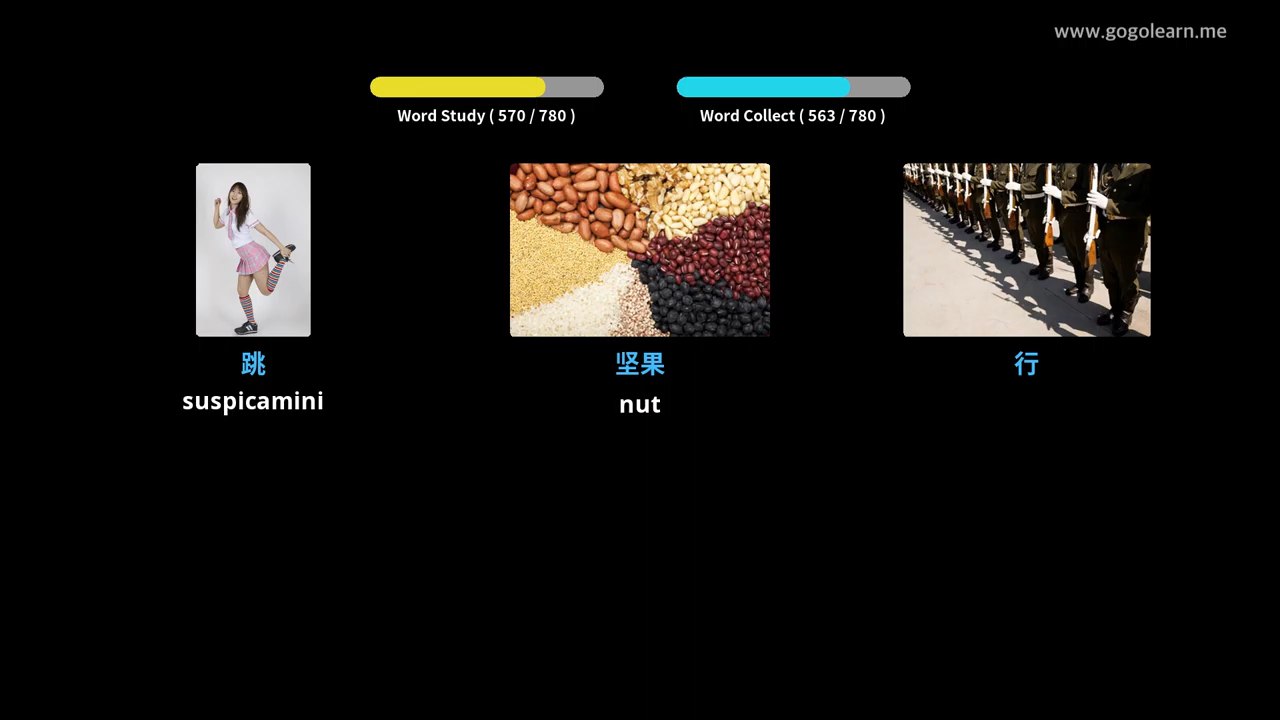 www.gogolearn.me
Word Study ( 570 / 780 )
Word Collect ( 563 / 780 )
跳
suspicamini
坚果
nut
行